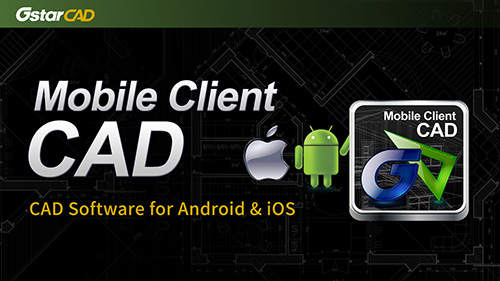 GstarCAD
Mobile Client
CAD
CAD Software for Android & iOS
Mobile Client
CAD